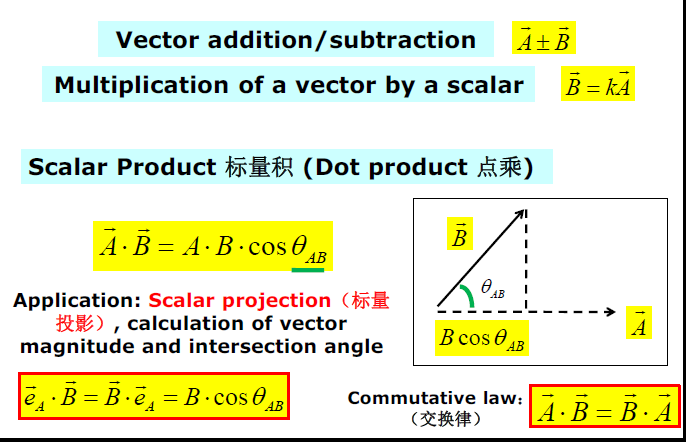 Vector addition/subtraction $\vec{A} \pm \vec{B}$
Multiplication of a vector by a scalar $\vec{B} = k\vec{A}$
Scalar Product 标量积 (Dot product 点乘)
$\vec{A} \cdot \vec{B} = A \cdot B \cdot \cos\theta_{AB}$
$\vec{B}$
$\theta_{AB}$
$\vec{A}$
$B\cos\theta_{AB}$
Application: Scalar projection（标量
投影）, calculation of vector
magnitude and intersection angle
$\vec{e}_A \cdot \vec{B} = \vec{B} \cdot \vec{e}_A = B \cdot \cos\theta_{AB}$
Commutative law：
（交换律）
$\vec{A} \cdot \vec{B} = \vec{B} \cdot \vec{A}$